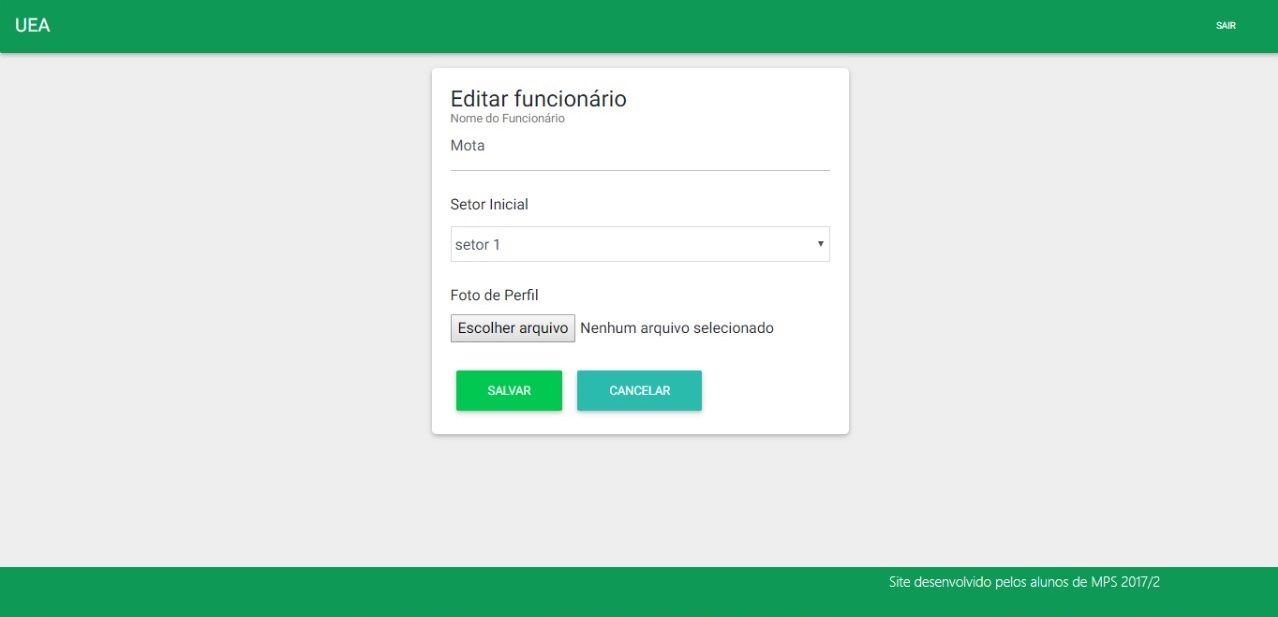 UEA
SAIR
Editar funcionário
Nome do Funcionário
Mota
Setor Inicial
setor 1
Foto de Perfil
Escolher arquivo Nenhum arquivo selecionado
SALVAR CANCELAR
Site desenvolvido pelos alunos de MPS 2017/2